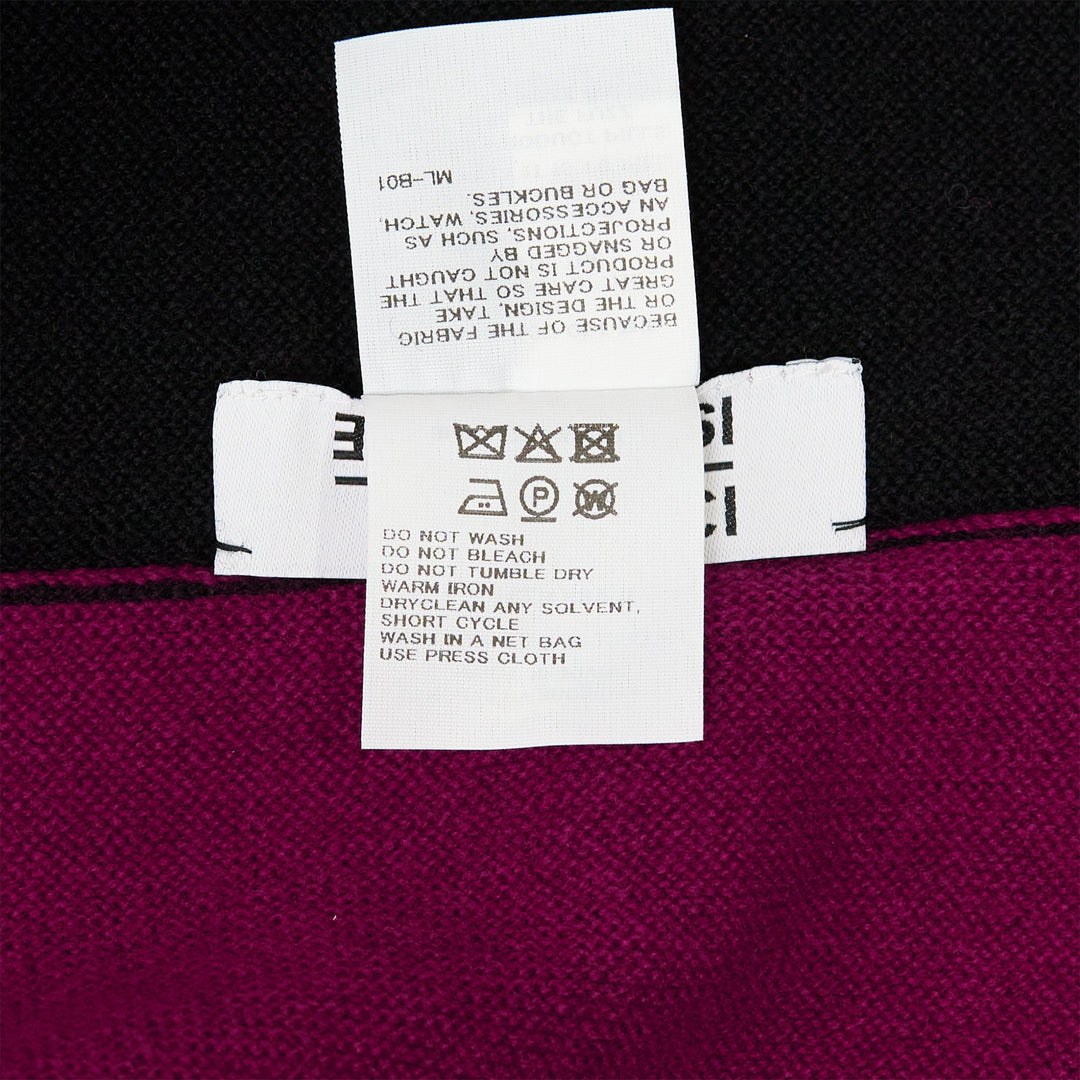 BECAUSE OF THE FABRIC
OR THE DESIGN, TAKE
GREAT CARE SO THAT THE
PRODUCT IS NOT CAUGHT
OR SNAGGED BY
PROJECTIONS, SUCH AS
AN ACCESSORIES, WATCH,
BAG OR BUCKLES.
ML-B01
P
W
DO NOT WASH
DO NOT BLEACH
DO NOT TUMBLE DRY
WARM IRON
DRYCLEAN ANY SOLVENT,
SHORT CYCLE
WASH IN A NET BAG
USE PRESS CLOTH